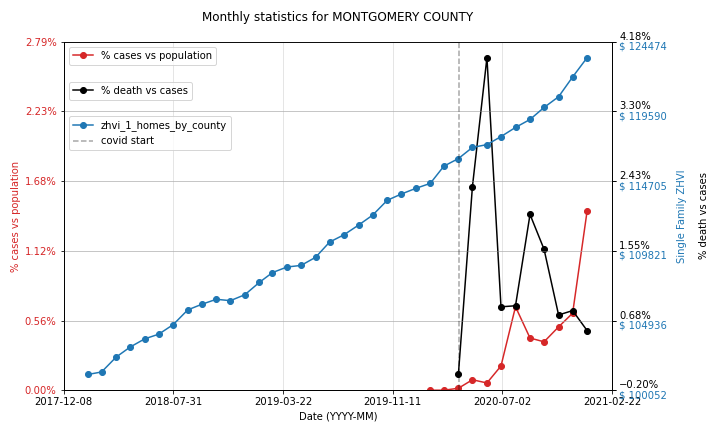 Monthly statistics for MONTGOMERY COUNTY
2.79%
2.23%
1.68%
1.12%
0.56%
0.00%
% cases vs population
% cases vs population
% death vs cases
zhvi_1_homes_by_county
covid start
4.18%
$ 124474
3.30%
$ 119590
2.43%
$ 114705
1.55%
$ 109821
0.68%
$ 104936
−0.20%
$ 100052
Single Family ZHVI
% death vs cases
2017-12-08
2018-07-31
2019-03-22
2019-11-11
2020-07-02
2021-02-22
Date (YYYY-MM)